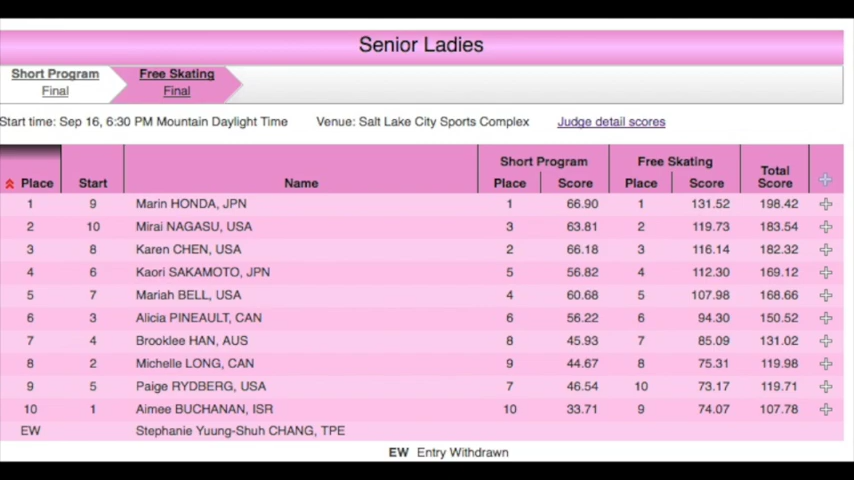 Senior Ladies
Short Program Free Skating
Final Final
Start time: Sep 16, 6:30 PM Mountain Daylight Time Venue: Salt Lake City Sports Complex Judge detail scores
Short Program Free Skating Total
Place Start Name Place Score Place Score Score
1 9 Marin HONDA, JPN 1 66.90 1 131.52 198.42
2 10 Mirai NAGASU, USA 3 63.81 2 119.73 183.54
3 8 Karen CHEN, USA 2 66.18 3 116.14 182.32
4 6 Kaori SAKAMOTO, JPN 5 56.82 4 112.30 169.12
5 7 Mariah BELL, USA 4 60.68 5 107.98 168.66
6 3 Alicia PINEAULT, CAN 6 56.22 6 94.30 150.52
7 4 Brooklee HAN, AUS 8 45.93 7 85.09 131.02
8 2 Michelle LONG, CAN 9 44.67 8 75.31 119.98
9 5 Paige RYDBERG, USA 7 46.54 10 73.17 119.71
10 1 Aimee BUCHANAN, ISR 10 33.71 9 74.07 107.78
EW Stephanie Yuung-Shuh CHANG, TPE
EW Entry Withdrawn